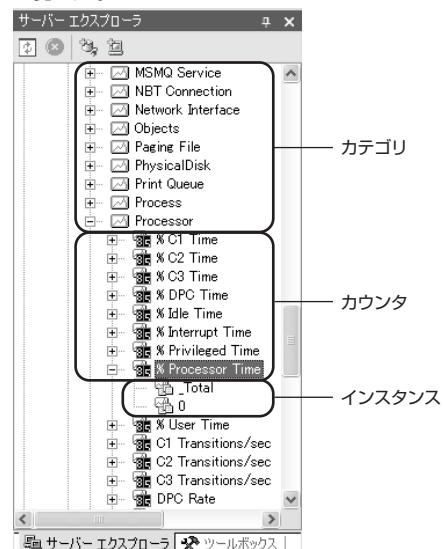 サーバー エクスプローラ
MSMQ Service
NBT Connection
Network Interface
Objects
Paging File
カテゴリ
PhysicalDisk
Print Queue
Process
Processor
% C1 Time
% C2 Time
% C3 Time
% DPC Time
カウンタ
% Idle Time
% Interrupt Time
% Privileged Time
% Processor Time
_Total
インスタンス
0
% User Time
C1 Transitions/sec
C2 Transitions/sec
C3 Transitions/sec
DPC Rate
サーバー エクスプローラ ツールボックス